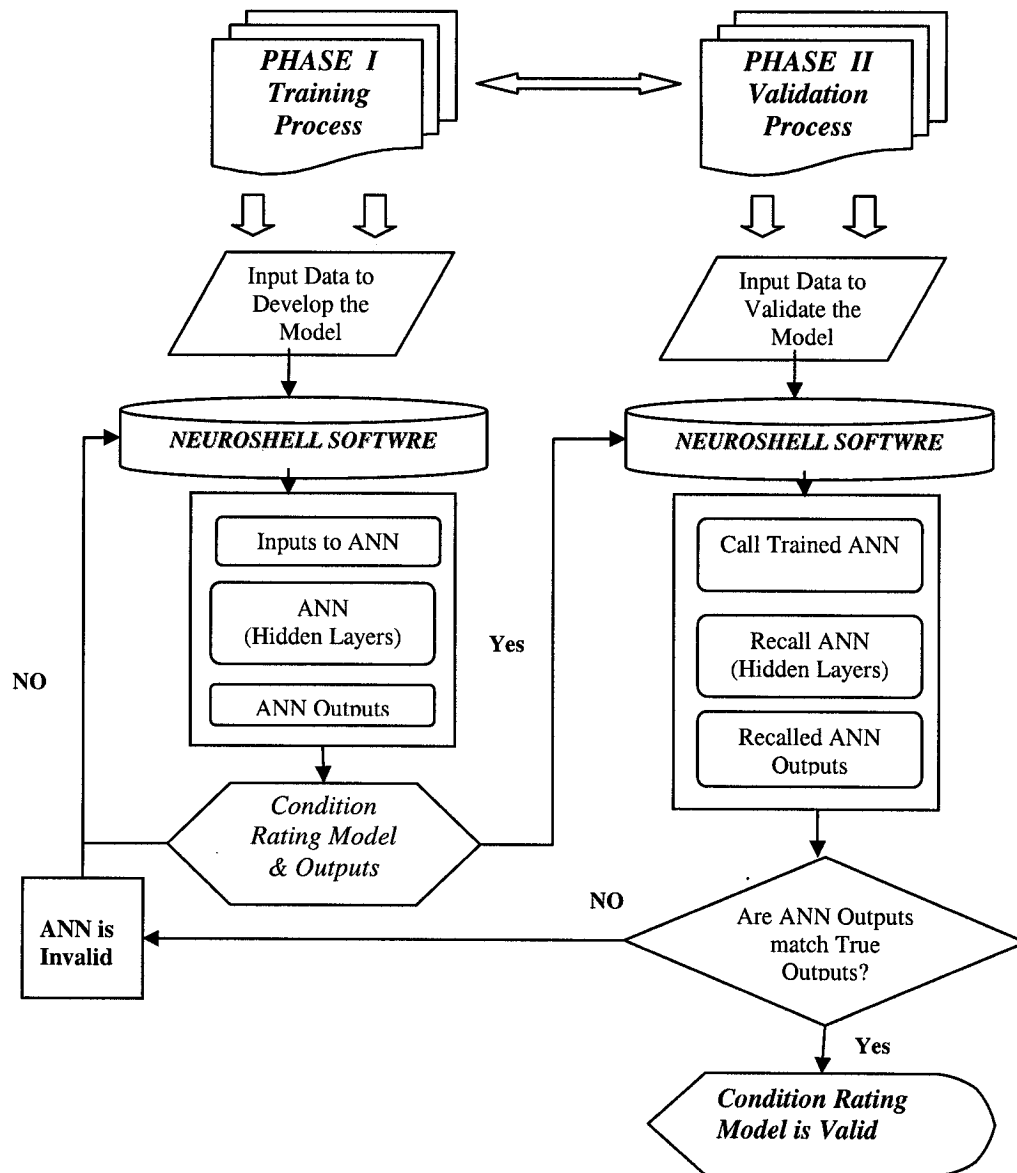 PHASE I
Training
Process
PHASE II
Validation
Process
Input Data to
Develop the
Model
Input Data to
Validate the
Model
NEUROSHELL SOFTWRE
NEUROSHELL SOFTWRE
Inputs to ANN
ANN
(Hidden Layers)
ANN Outputs
Call Trained ANN
Recall ANN
(Hidden Layers)
Recalled ANN
Outputs
Yes
NO
Condition
Rating Model
& Outputs
ANN is
Invalid
NO
Are ANN Outputs
match True
Outputs?
Yes
Condition Rating
Model is Valid